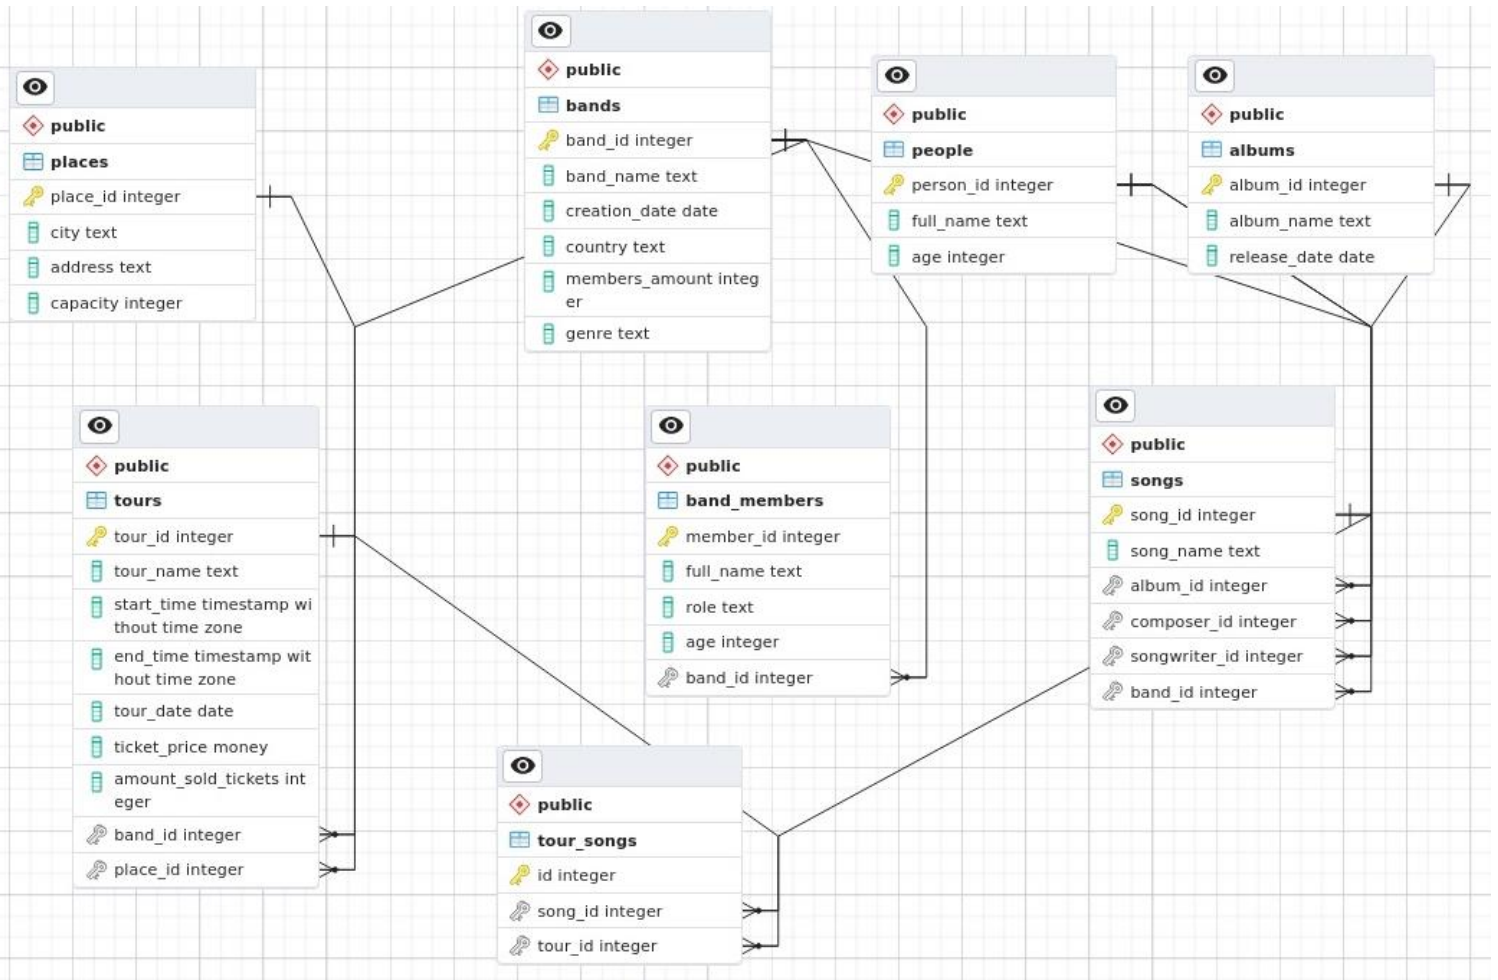 public
places
place_id integer
city text
address text
capacity integer
public
bands
band_id integer
band_name text
creation_date date
country text
members_amount integ
er
genre text
public
people
person_id integer
full_name text
age integer
public
albums
album_id integer
album_name text
release_date date
public
tours
tour_id integer
tour_name text
start_time timestamp wi
thout time zone
end_time timestamp wit
hout time zone
tour_date date
ticket_price money
amount_sold_tickets int
eger
band_id integer
place_id integer
public
band_members
member_id integer
full_name text
role text
age integer
band_id integer
public
songs
song_id integer
song_name text
album_id integer
composer_id integer
songwriter_id integer
band_id integer
public
tour_songs
id integer
song_id integer
tour_id integer